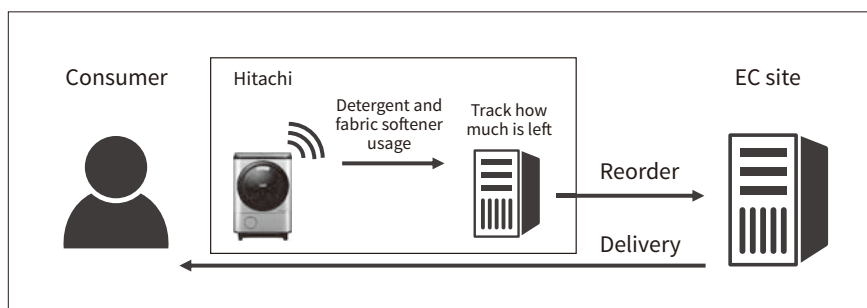 Consumer
Hitachi
Detergent and
fabric softener
usage
Track how
much is left
EC site
Reorder
Delivery